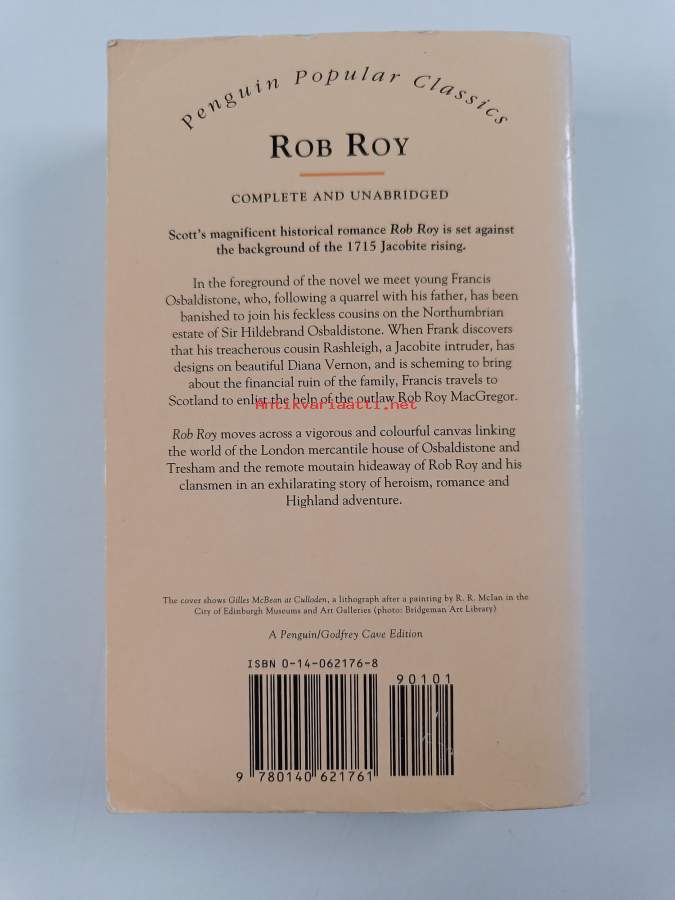 Penguin Popular Classics
ROB ROY
COMPLETE AND UNABRIDGED
Scott's magnificent historical romance Rob Roy is set against
the background of the 1715 Jacobite rising.
In the foreground of the novel we meet young Francis
Osbaldistone, who, following a quarrel with his father, has been
banished to join his feckless cousins on the Northumbrian
estate of Sir Hildebrand Osbaldistone. When Frank discovers
that his treacherous cousin Rashleigh, a Jacobite intruder, has
designs on beautiful Diana Vernon, and is scheming to bring
about the financial ruin of the family, Francis travels to
Scotland to enlist the help of the outlaw Rob Roy MacGregor.
Antikvariaatti.net
Rob Roy moves across a vigorous and colourful canvas linking
the world of the London mercantile house of Osbaldistone and
Tresham and the remote moutain hideaway of Rob Roy and his
clansmen in an exhilarating story of heroism, romance and
Highland adventure.
The cover shows Gilles McBean at Culloden, a lithograph after a painting by R. R. McIan in the
City of Edinburgh Museums and Art Galleries (photo: Bridgeman Art Library)
A Penguin/Godfrey Cave Edition
ISBN 0-14-062176-8
90101
9 780140 621761